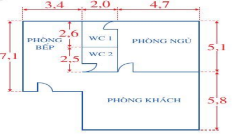 3,4 2,0 4,7
2,6
WC 1
PHÒNG BẾP
PHÒNG NGỦ
5,1
WC 2
7,1
2,5
PHÒNG KHÁCH
5,8